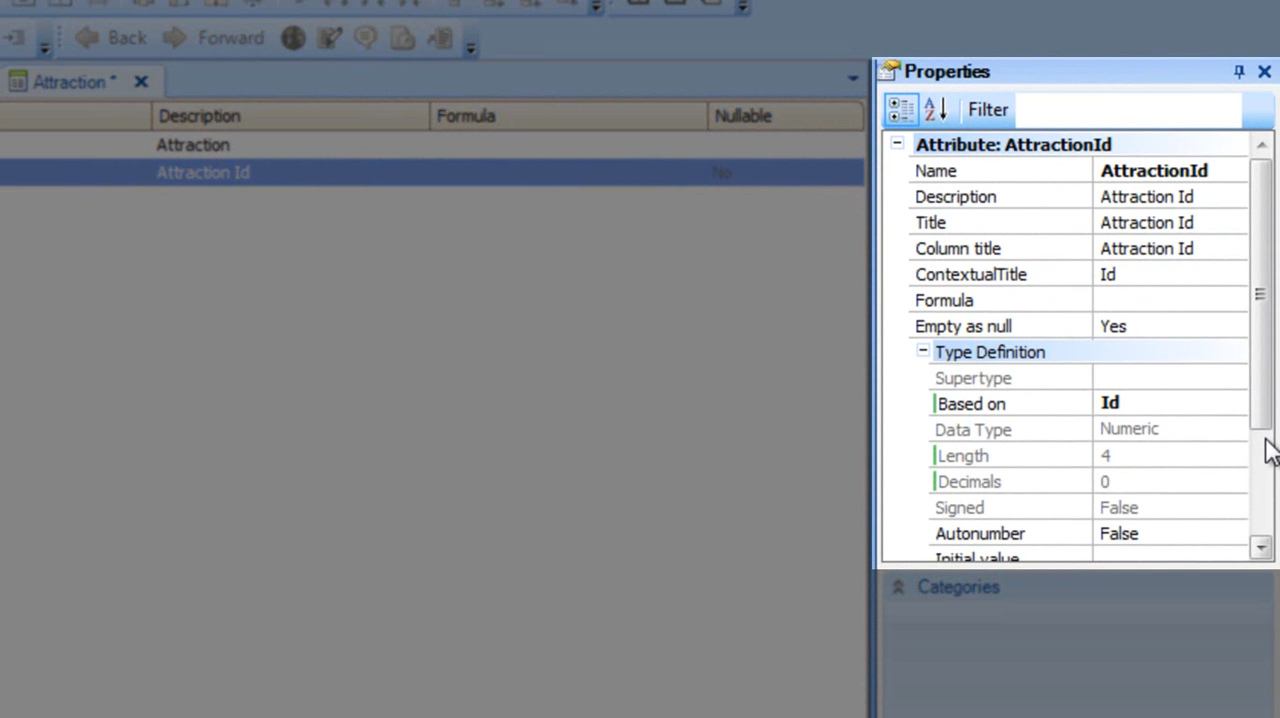 Back Forward
Attraction *
Description Formula Nullable
Attraction
Attraction Id No
Properties
Filter
Attribute: AttractionId
Name AttractionId
Description Attraction Id
Title Attraction Id
Column title Attraction Id
ContextualTitle Id
Formula
Empty as null Yes
Type Definition
Supertype
Based on Id
Data Type Numeric
Length 4
Decimals 0
Signed False
Autonumber False
Initial value
Categories